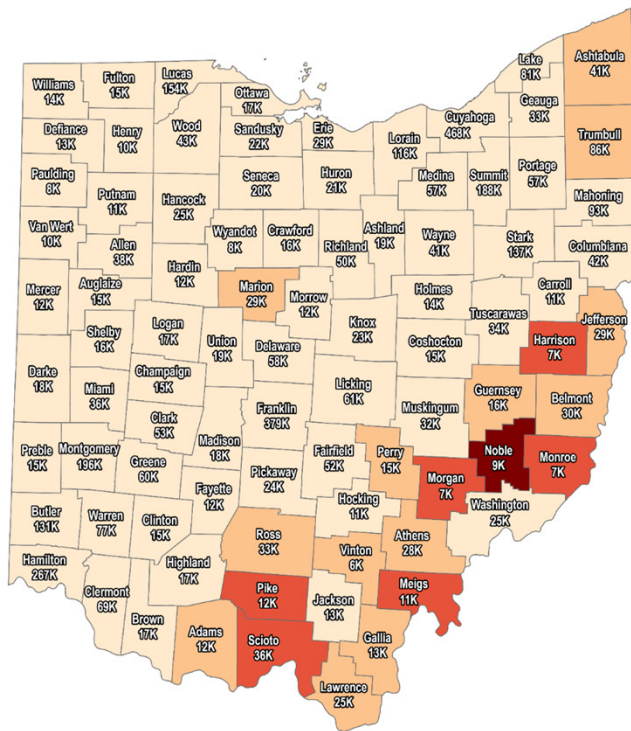 Williams
14K
Fulton
15K
Lucas
154K
Ottawa
17K
Lake
81K
Ashtabula
41K
Geauga
33K
Cuyahoga
468K
Defiance
13K
Henry
10K
Wood
43K
Sandusky
22K
Erie
29K
Lorain
116K
Trumbull
86K
Paulding
8K
Putnam
11K
Hancock
25K
Seneca
20K
Huron
21K
Medina
57K
Summit
188K
Portage
57K
Mahoning
93K
Van Wert
10K
Allen
38K
Wyandot
8K
Crawford
16K
Richland
50K
Ashland
19K
Wayne
41K
Stark
137K
Columbiana
42K
Mercer
12K
Auglaize
15K
Hardin
12K
Marion
29K
Morrow
12K
Holmes
14K
Carroll
11K
Tuscarawas
34K
Jefferson
29K
Shelby
16K
Logan
17K
Union
19K
Delaware
58K
Knox
23K
Coshocton
15K
Harrison
7K
Darke
18K
Miami
36K
Champaign
15K
Licking
61K
Muskingum
32K
Guernsey
16K
Belmont
30K
Clark
53K
Madison
18K
Franklin
379K
Preble
15K
Montgomery
196K
Greene
60K
Fayette
12K
Pickaway
24K
Fairfield
52K
Perry
15K
Morgan
7K
Noble
9K
Monroe
7K
Hocking
11K
Washington
25K
Butler
131K
Warren
77K
Clinton
15K
Ross
33K
Vinton
6K
Athens
28K
Hamilton
267K
Clermont
69K
Highland
17K
Pike
12K
Jackson
13K
Meigs
11K
Brown
17K
Adams
12K
Scioto
36K
Gallia
13K
Lawrence
25K